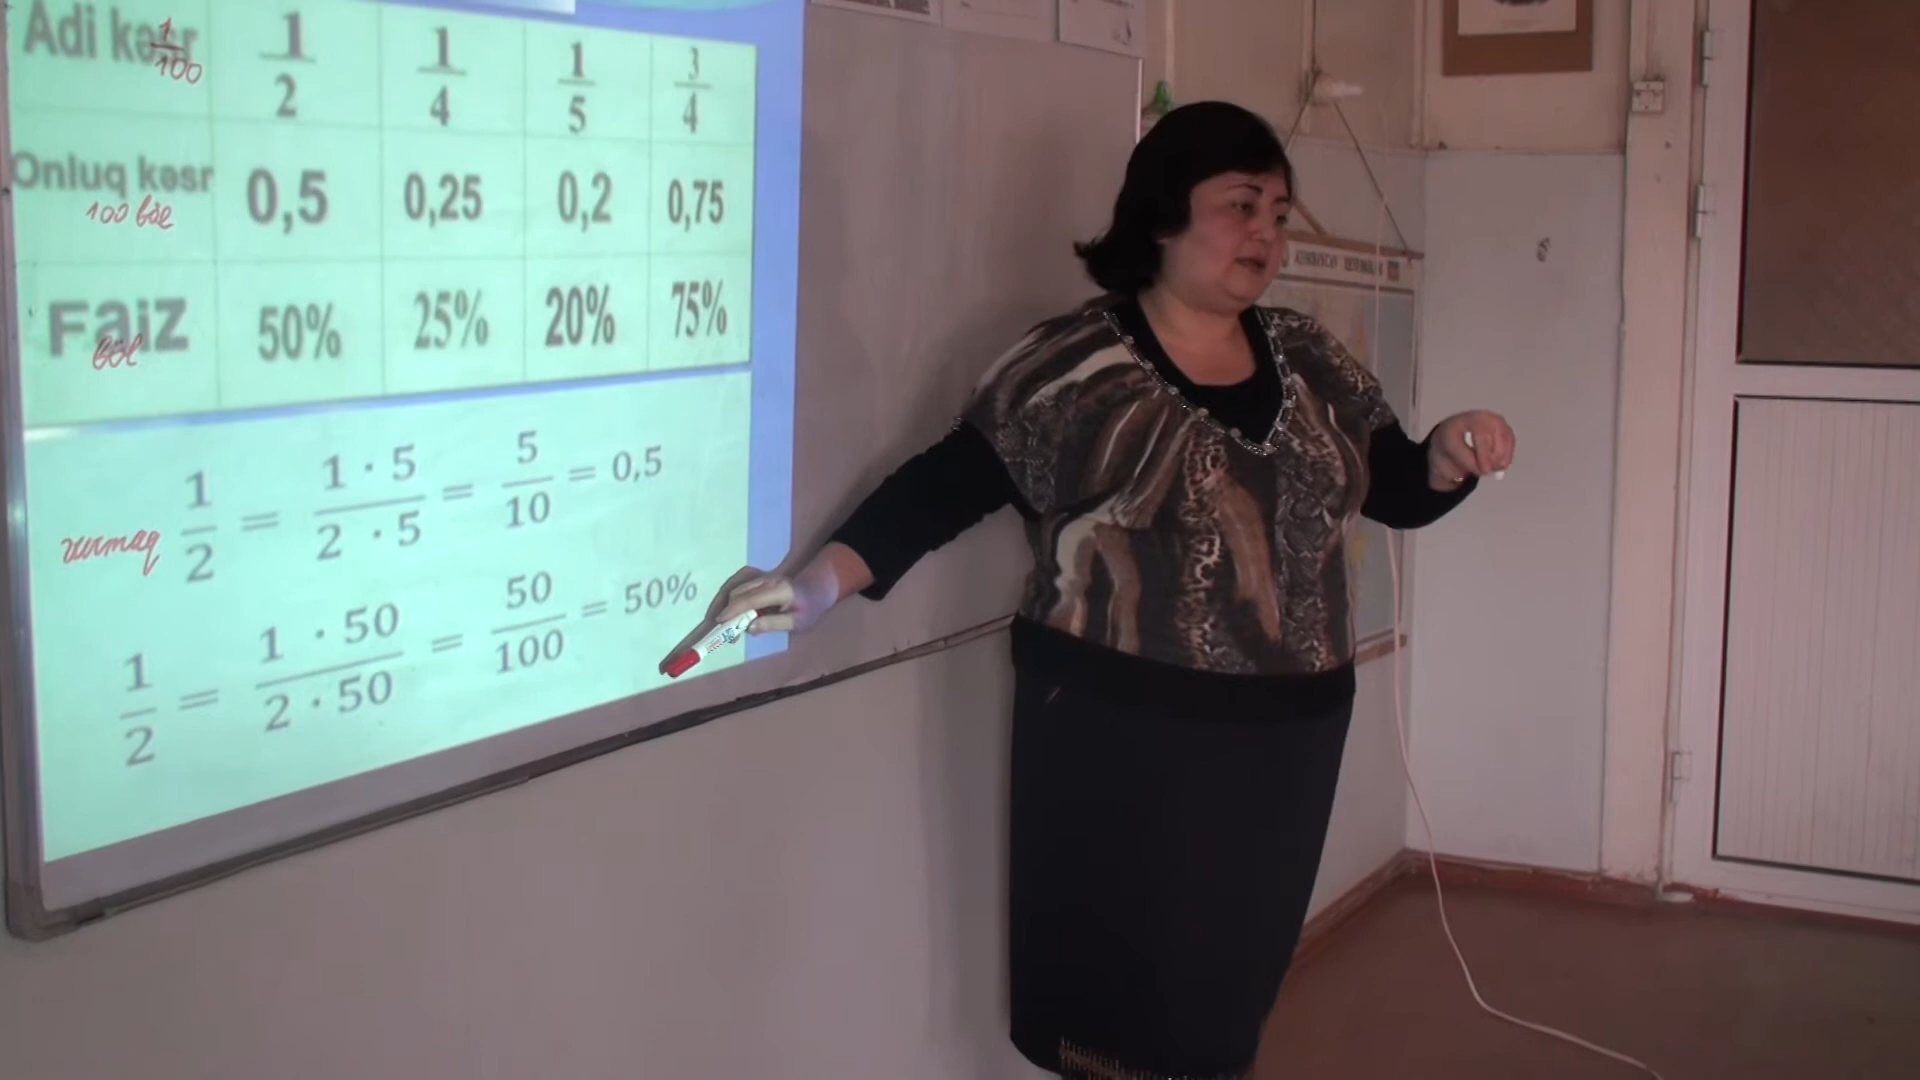 Adi kəsr 1/2 1/4 1/5 3/4
1/100
Onluq kəsr 0,5 0,25 0,2 0,75
100 böl
Faiz 50% 25% 20% 75%
böl
vurmaq 1/2 = 1 · 5/2 · 5 = 5/10 = 0,5
1/2 = 1 · 50/2 · 50 = 50/100 = 50%